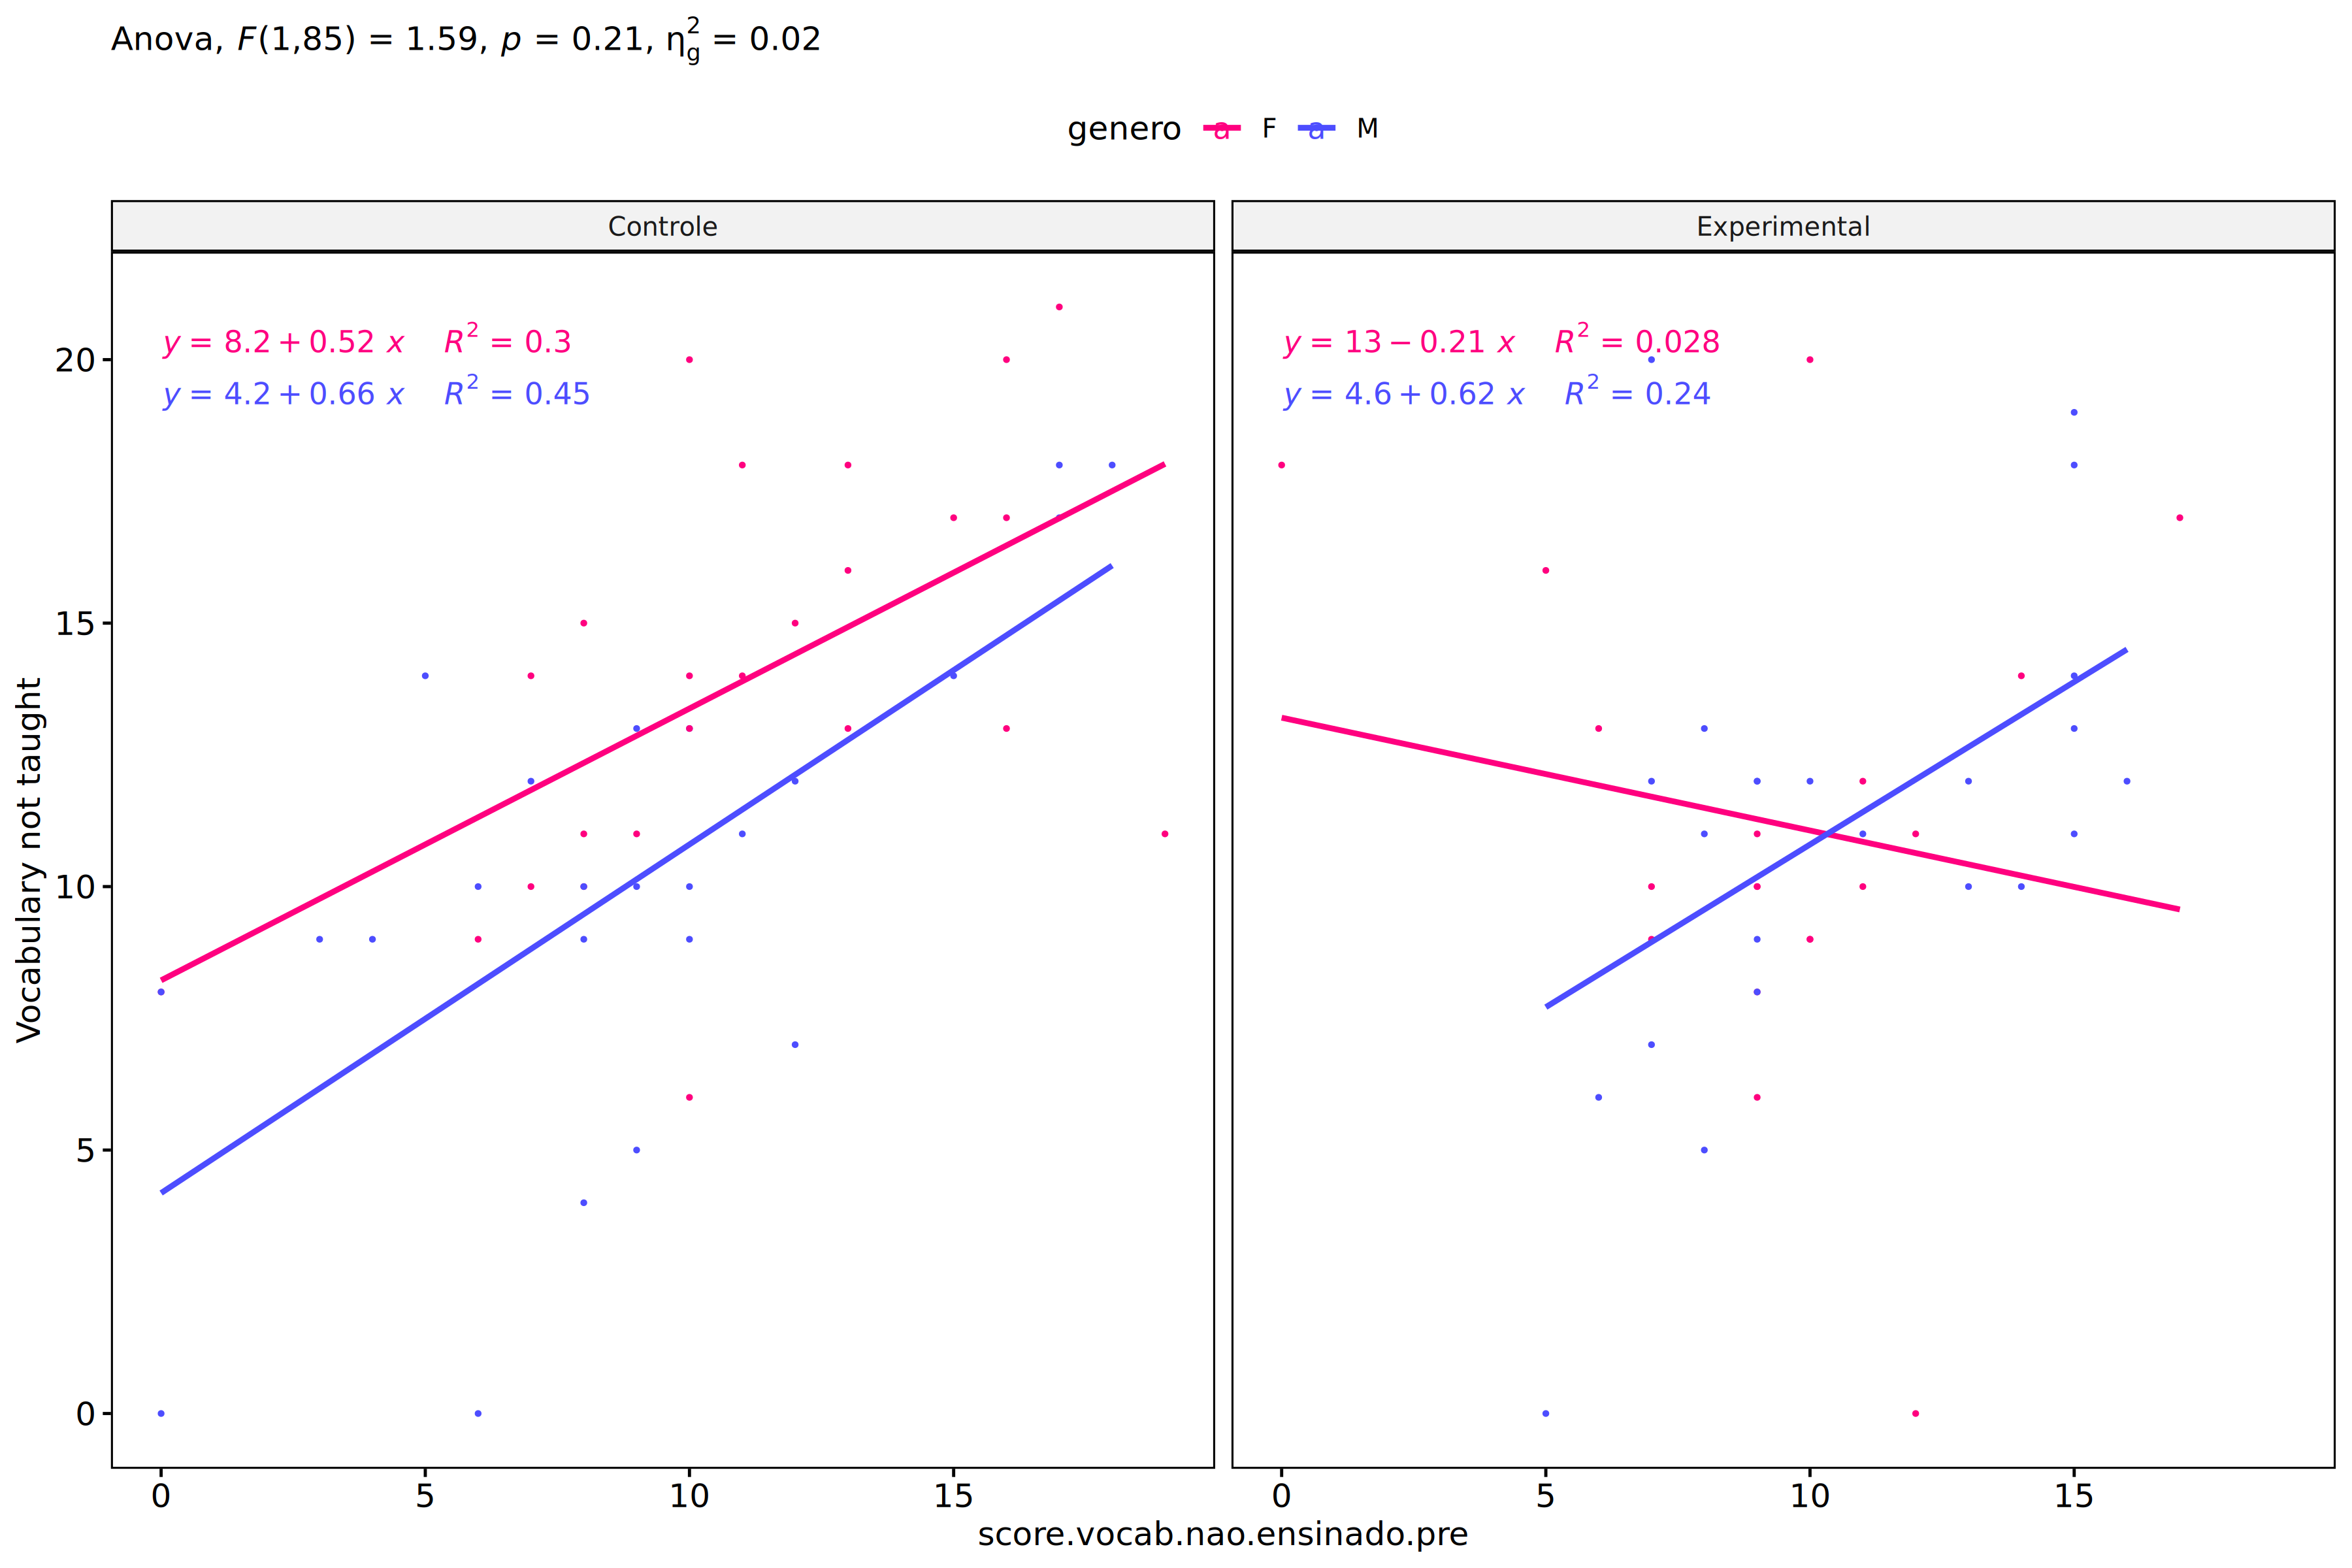 Anova, F(1,85) = 1.59, p = 0.21, η²g = 0.02
genero a F a M
Controle
Experimental
y = 8.2 + 0.52 x R² = 0.3
y = 4.2 + 0.66 x R² = 0.45
y = 13 − 0.21 x R² = 0.028
y = 4.6 + 0.62 x R² = 0.24
Vocabulary not taught
20
15
10
5
0
0 5 10 15
0 5 10 15
score.vocab.nao.ensinado.pre